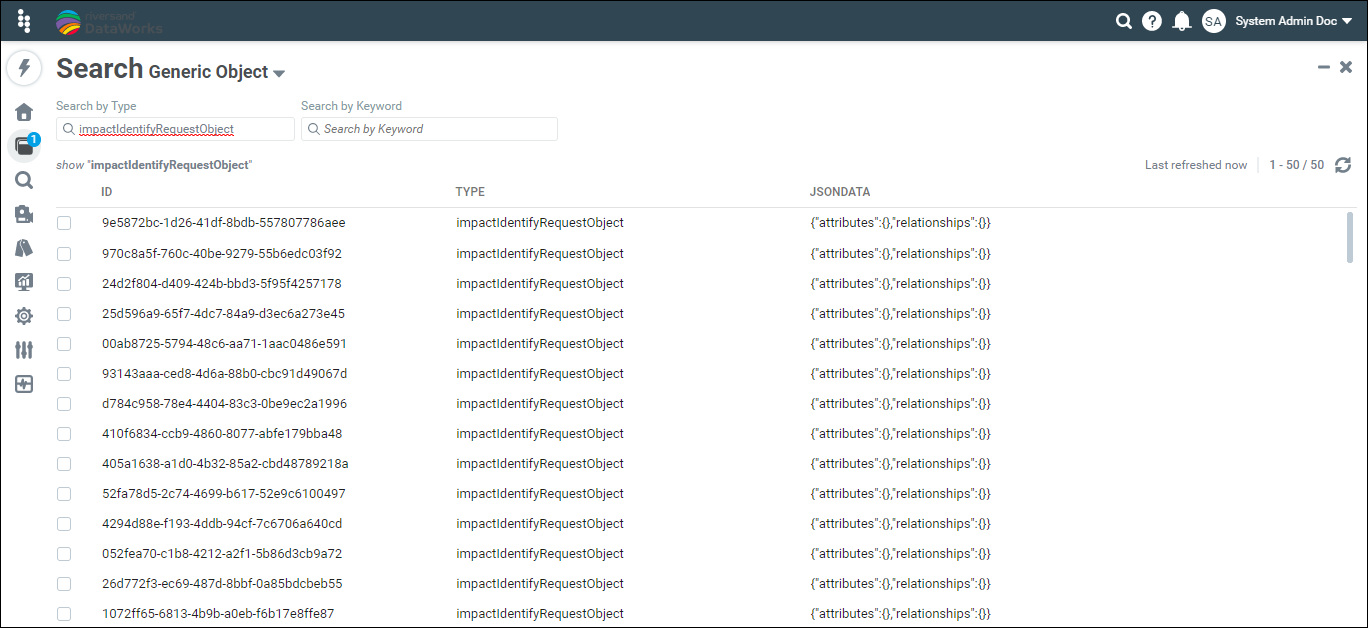 riversand
DataWorks
SA System Admin Doc
Search Generic Object
Search by Type Search by Keyword
impactIdentifyRequestObject Search by Keyword
1
show "impactIdentifyRequestObject" Last refreshed now 1 - 50 / 50
ID TYPE JSONDATA
9e5872bc-1d26-41df-8bdb-557807786aee impactIdentifyRequestObject {"attributes":{},"relationships":{}}
970c8a5f-760c-40be-9279-55b6edc03f92 impactIdentifyRequestObject {"attributes":{},"relationships":{}}
24d2f804-d409-424b-bbd3-5f95f4257178 impactIdentifyRequestObject {"attributes":{},"relationships":{}}
25d596a9-65f7-4dc7-84a9-d3ec6a273e45 impactIdentifyRequestObject {"attributes":{},"relationships":{}}
00ab8725-5794-48c6-aa71-1aac0486e591 impactIdentifyRequestObject {"attributes":{},"relationships":{}}
93143aaa-ced8-4d6a-88b0-cbc91d49067d impactIdentifyRequestObject {"attributes":{},"relationships":{}}
d784c958-78e4-4404-83c3-0be9ec2a1996 impactIdentifyRequestObject {"attributes":{},"relationships":{}}
410f6834-ccb9-4860-8077-abfe179bba48 impactIdentifyRequestObject {"attributes":{},"relationships":{}}
405a1638-a1d0-4b32-85a2-cbd48789218a impactIdentifyRequestObject {"attributes":{},"relationships":{}}
52fa78d5-2c74-4699-b617-52e9c6100497 impactIdentifyRequestObject {"attributes":{},"relationships":{}}
4294d88e-f193-4ddb-94cf-7c6706a640cd impactIdentifyRequestObject {"attributes":{},"relationships":{}}
052fea70-c1b8-4212-a2f1-5b86d3cb9a72 impactIdentifyRequestObject {"attributes":{},"relationships":{}}
26d772f3-ec69-487d-8bbf-0a85bdcbeb55 impactIdentifyRequestObject {"attributes":{},"relationships":{}}
1072ff65-6813-4b9b-a0eb-f6b17e8ffe87 impactIdentifyRequestObject {"attributes":{},"relationships":{}}